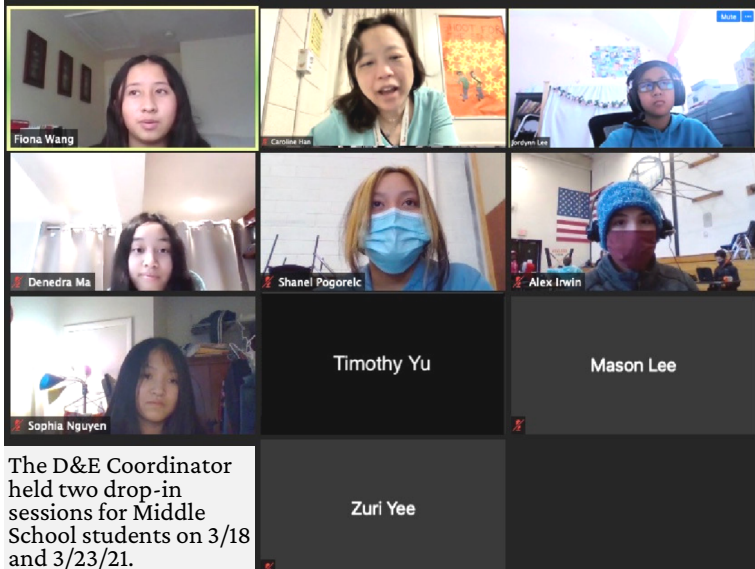 Mute
Fiona Wang
Caroline Han
Jordynn Lee
Denedra Ma
Shanel Pogorelc
Alex Irwin
Sophia Nguyen
Timothy Yu
Mason Lee
The D&E Coordinator
held two drop-in
sessions for Middle
School students on 3/18
and 3/23/21.
Zuri Yee